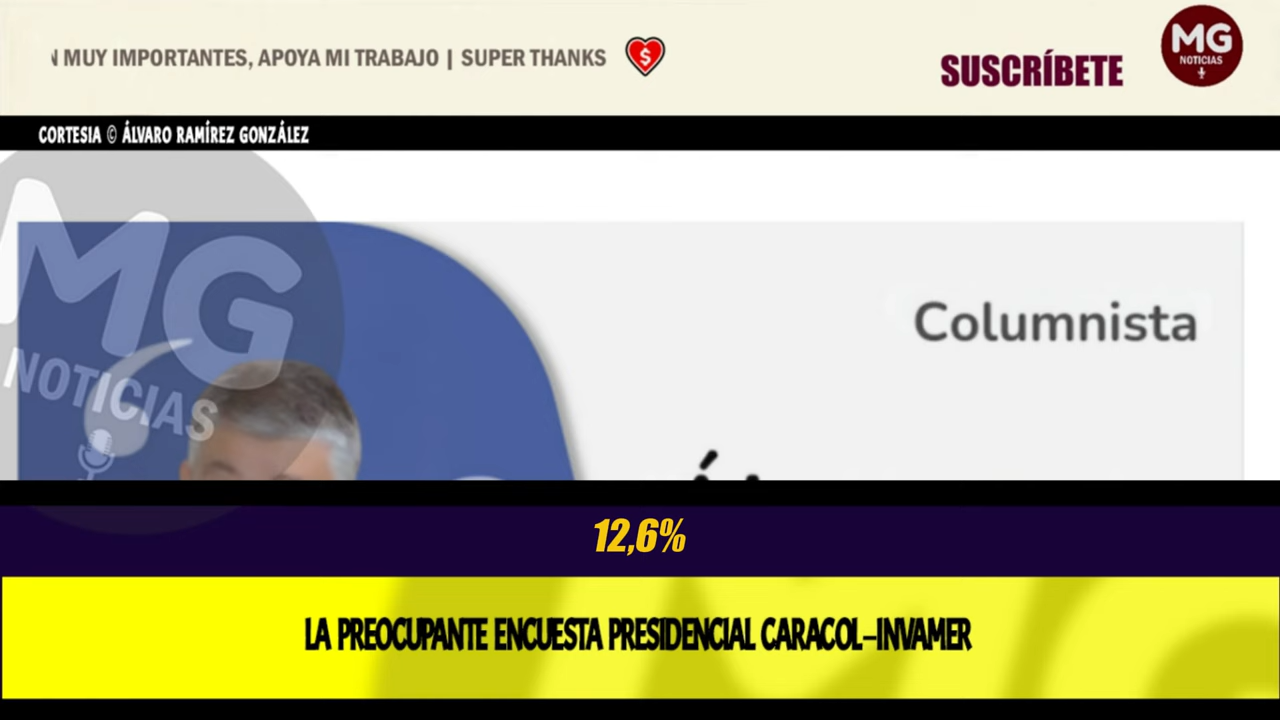 N MUY IMPORTANTES, APOYA MI TRABAJO | SUPER THANKS
SUSCRÍBETE
MG
NOTICIAS
CORTESIA © ÁLVARO RAMÍREZ GONZÁLEZ
MG
NOTICIAS
Columnista
12,6%
LA PREOCUPANTE ENCUESTA PRESIDENCIAL CARACOL-INVAMER